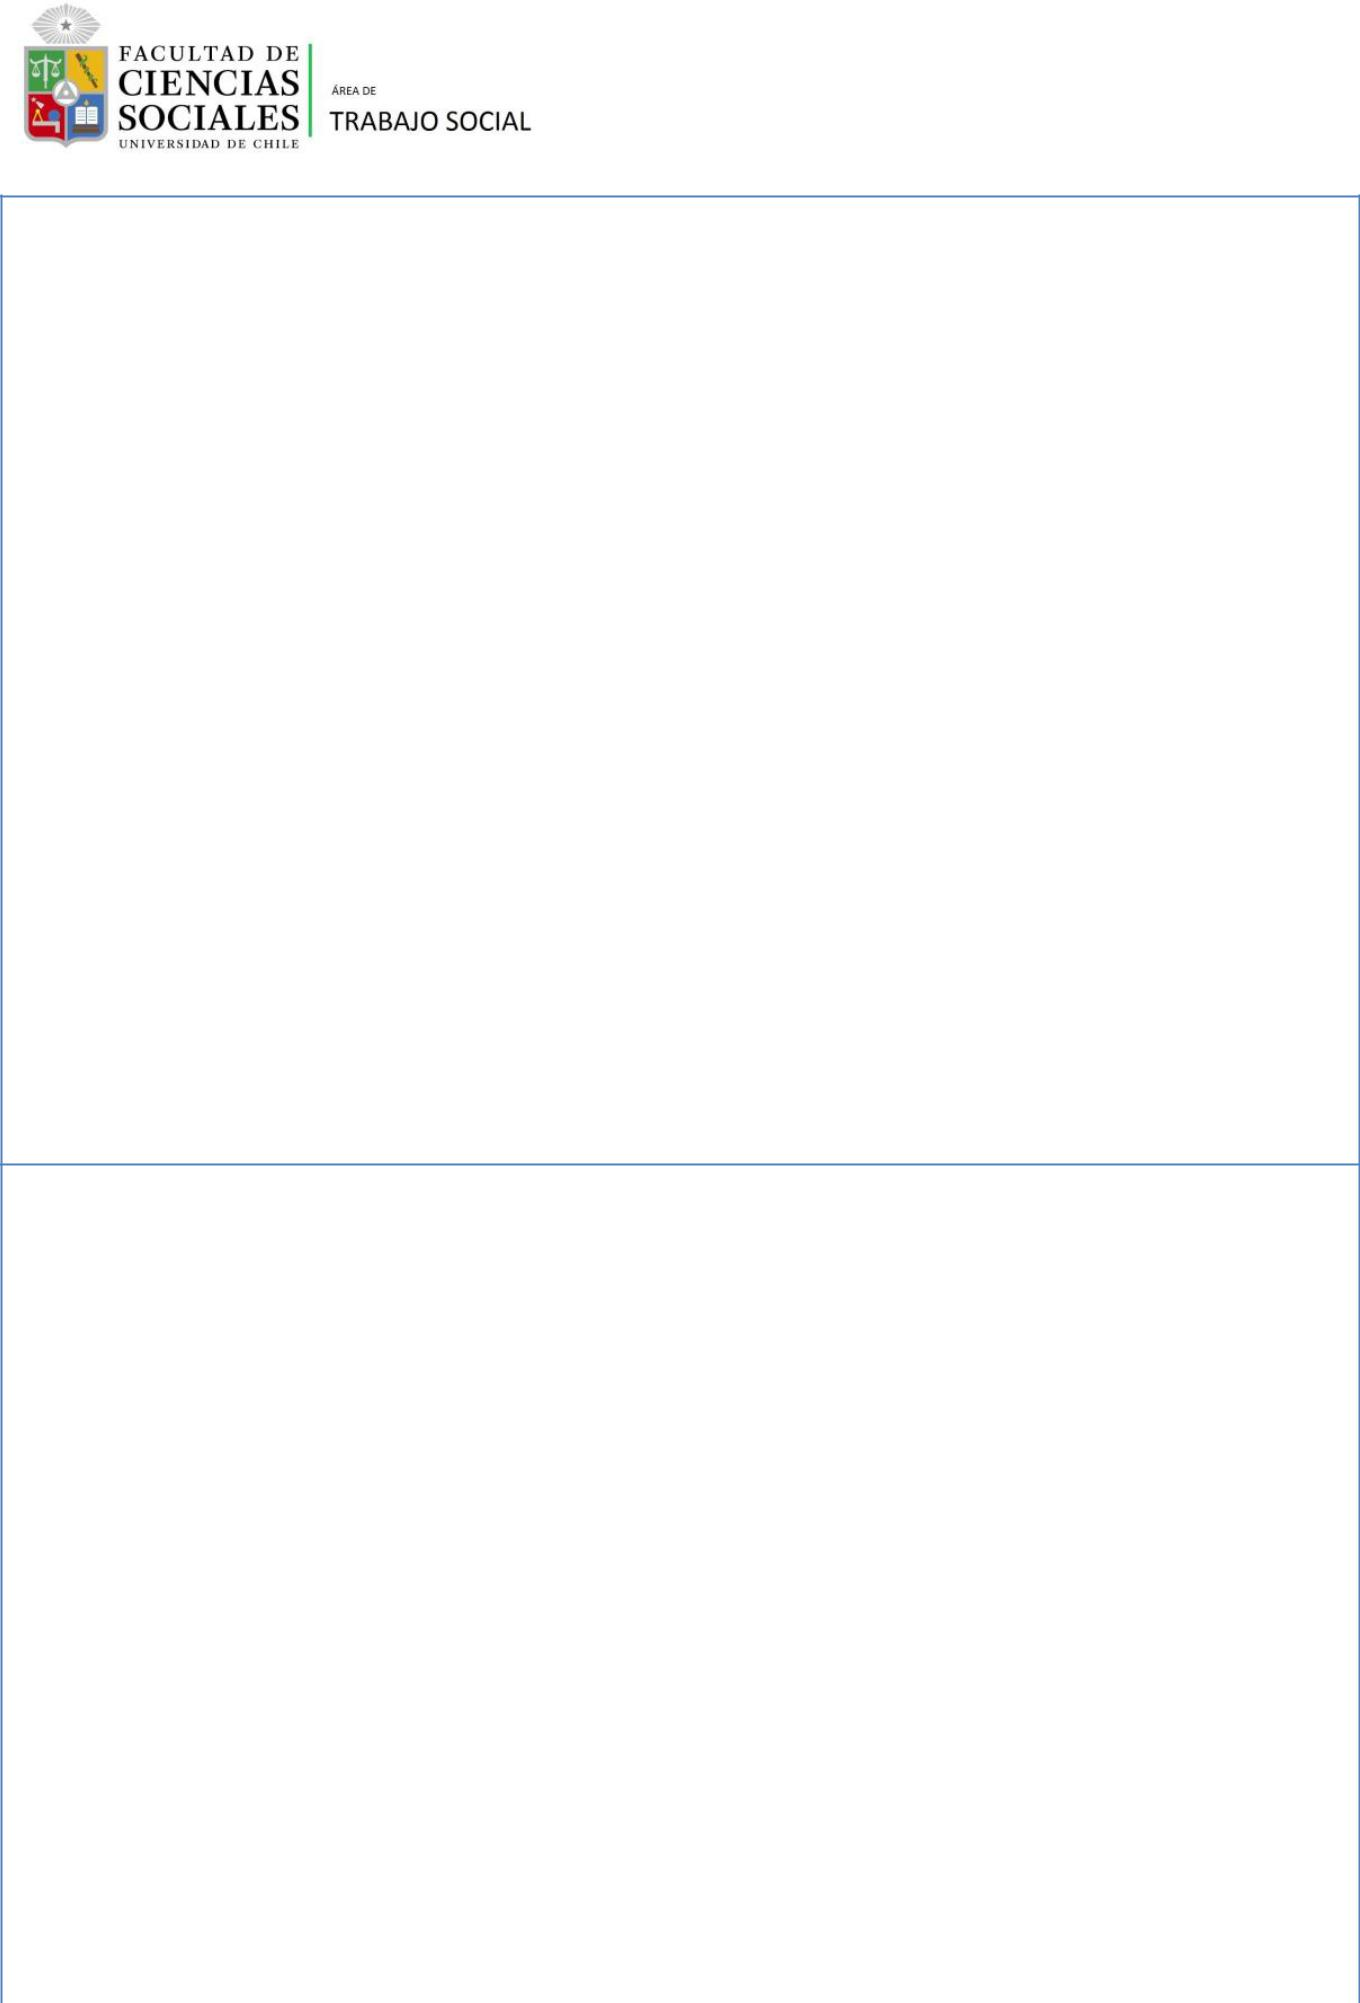 FACULTAD DE
CIENCIAS
SOCIALES
UNIVERSIDAD DE CHILE
ÁREA DE
TRABAJO SOCIAL